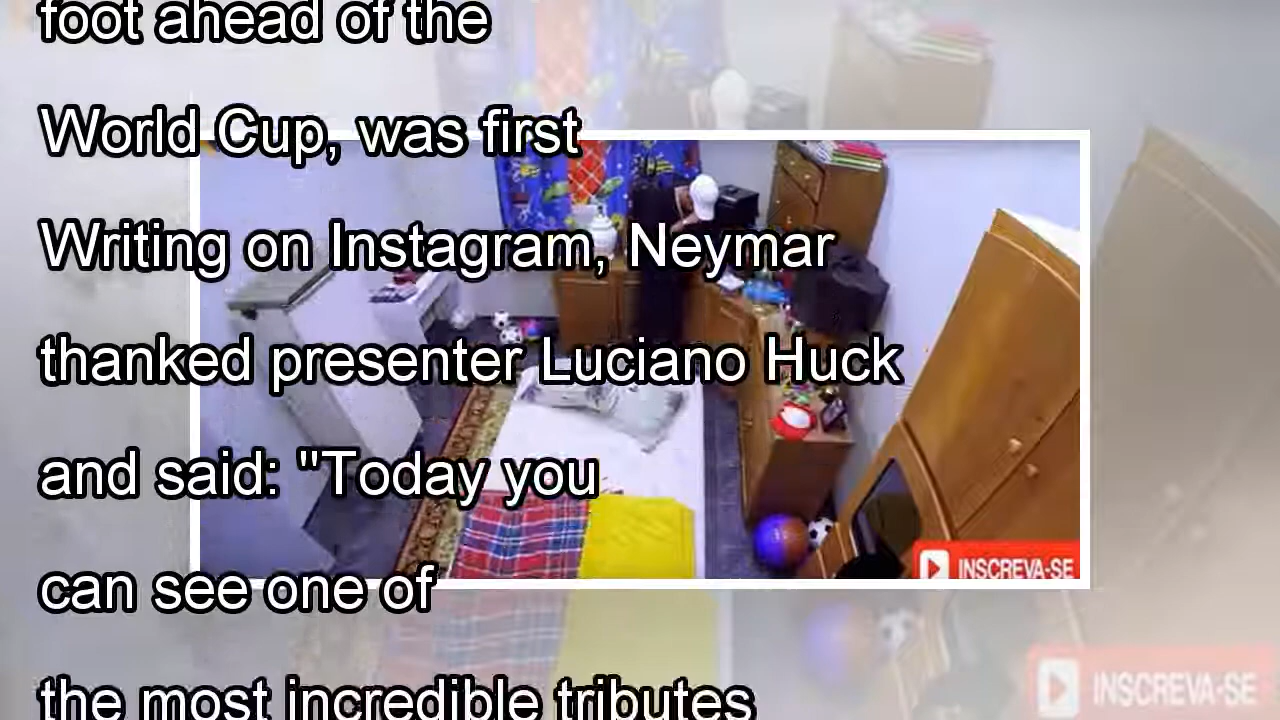 foot ahead of the
World Cup, was first
Writing on Instagram, Neymar
thanked presenter Luciano Huck
and said: "Today you
can see one of
the most incredible tributes
INSCREVA-SE
INSCREVA-SE